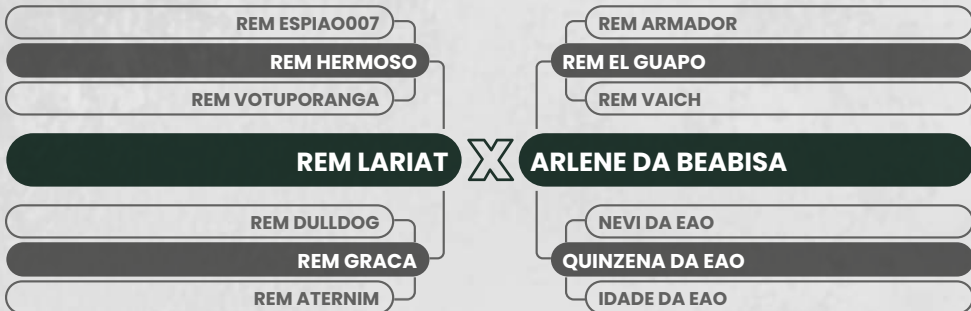 REM ESPIAO007
REM HERMOSO
REM VOTUPORANGA
REM LARIAT
REM DULLDOG
REM GRACA
REM ATERNIM
X
REM ARMADOR
REM EL GUAPO
REM VAICH
ARLENE DA BEABISA
NEVI DA EAO
QUINZENA DA EAO
IDADE DA EAO